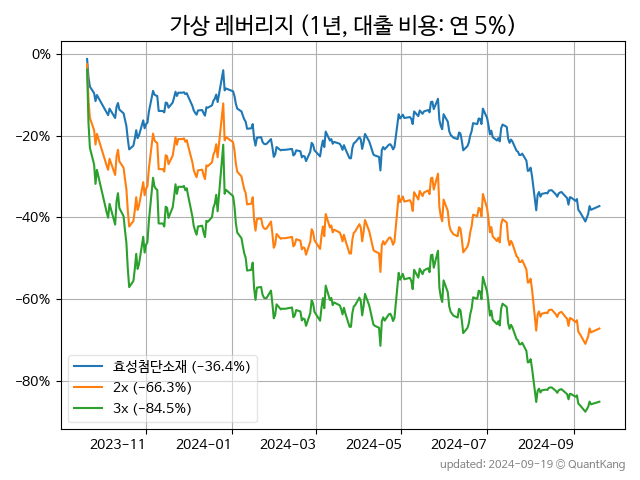 가상 레버리지 (1년, 대출 비용: 연 5%)
0%
−20%
−40%
−60%
−80%
효성첨단소재 (−36.4%)
2x (−66.3%)
3x (−84.5%)
2023−11 2024−01 2024−03 2024−05 2024−07 2024−09
updated: 2024−09−19 © QuantKang